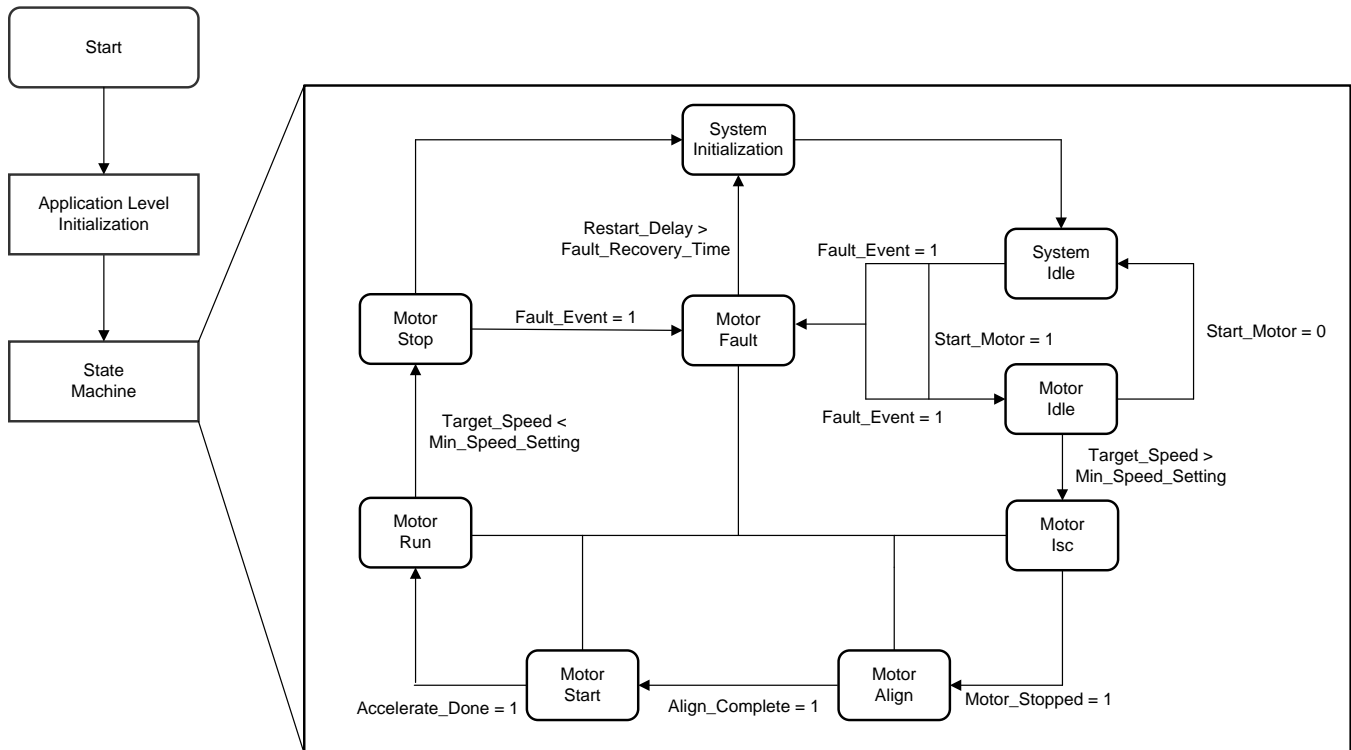 Start
Application Level
Initialization
State
Machine
System
Initialization
Restart_Delay >
Fault_Recovery_Time
Fault_Event = 1
System
Idle
Motor
Stop
Fault_Event = 1
Motor
Fault
Start_Motor = 1
Start_Motor = 0
Motor
Idle
Fault_Event = 1
Target_Speed <
Min_Speed_Setting
Target_Speed >
Min_Speed_Setting
Motor
Run
Motor
Isc
Motor
Start
Motor
Align
Accelerate_Done = 1
Align_Complete = 1
Motor_Stopped = 1